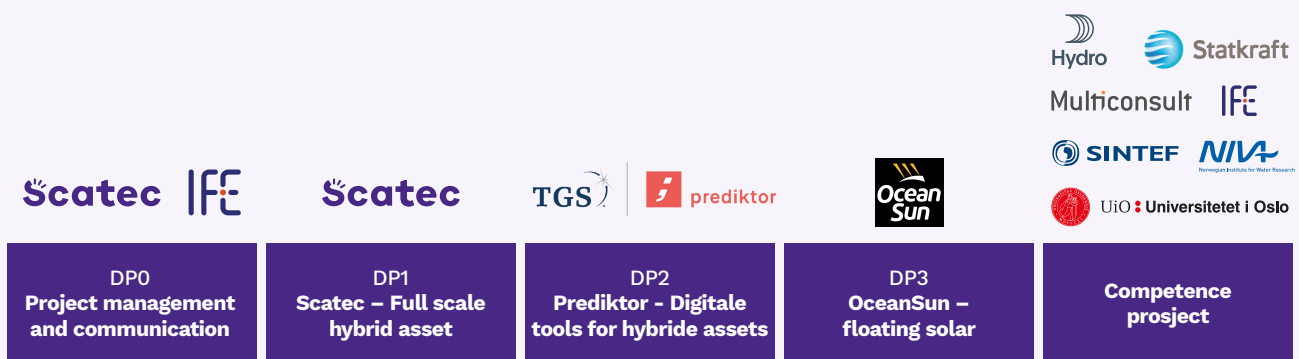 Hydro
Statkraft
Multiconsult
IFE
SINTEF
NIVA
Norwegian Institute for Water Research
UiO : Universitetet i Oslo
Scatec
IFE
Scatec
TGS
prediktor
Ocean
Sun
DP0
Project management
and communication
DP1
Scatec – Full scale
hybrid asset
DP2
Prediktor - Digitale
tools for hybride assets
DP3
OceanSun –
floating solar
Competence
prosject